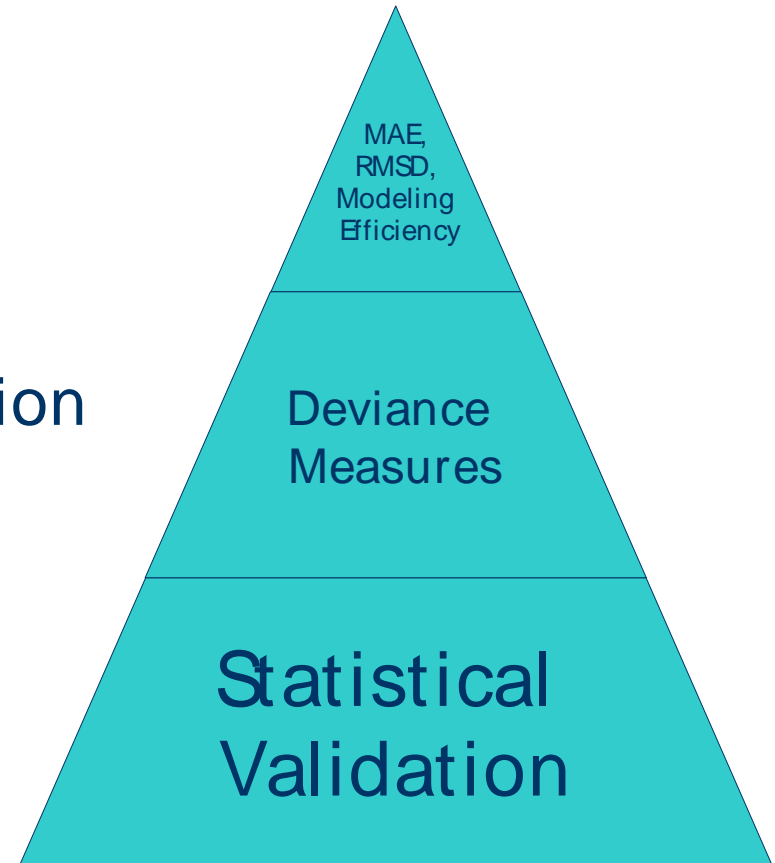 MAE,
RMSD,
Modeling
Efficiency
ion
Deviance
Measures
Statistical
Validation